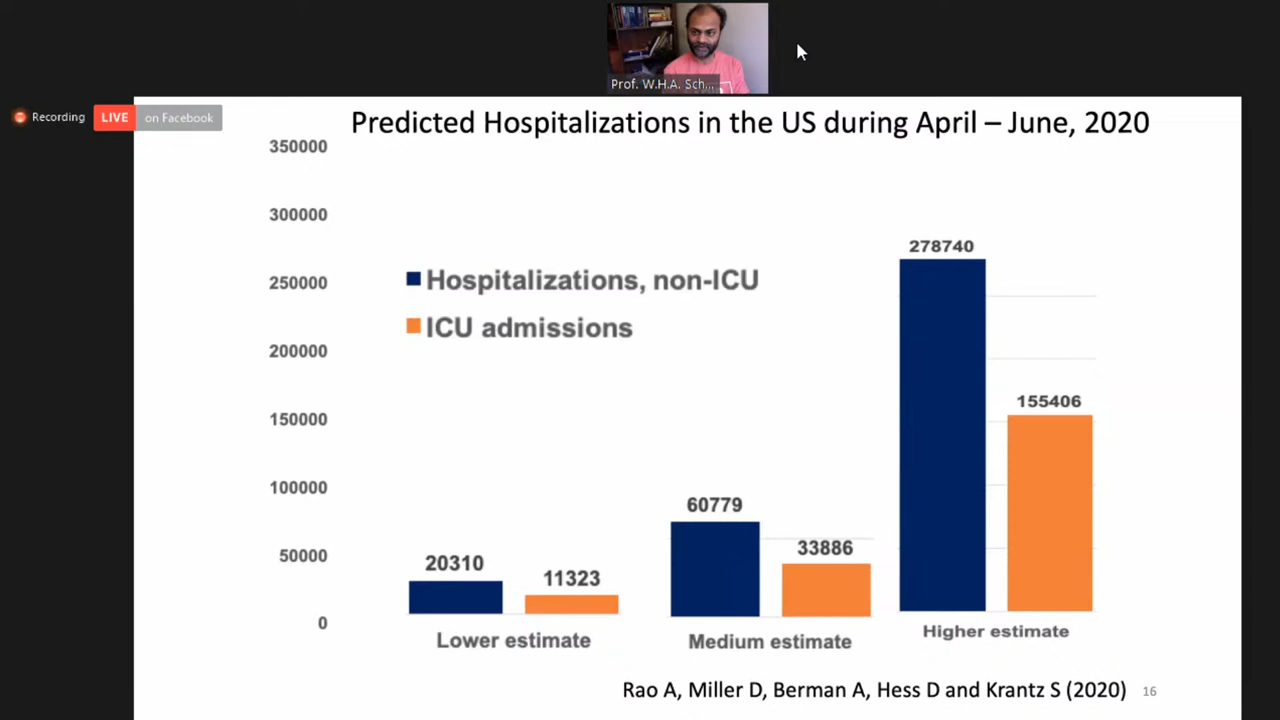 Prof. W.H.A. Sch...
Recording
LIVE on Facebook
Predicted Hospitalizations in the US during April – June, 2020
350000
300000
250000
200000
150000
100000
50000
0
Hospitalizations, non-ICU
ICU admissions
20310
11323
60779
33886
278740
155406
Lower estimate
Medium estimate
Higher estimate
Rao A, Miller D, Berman A, Hess D and Krantz S (2020)
16